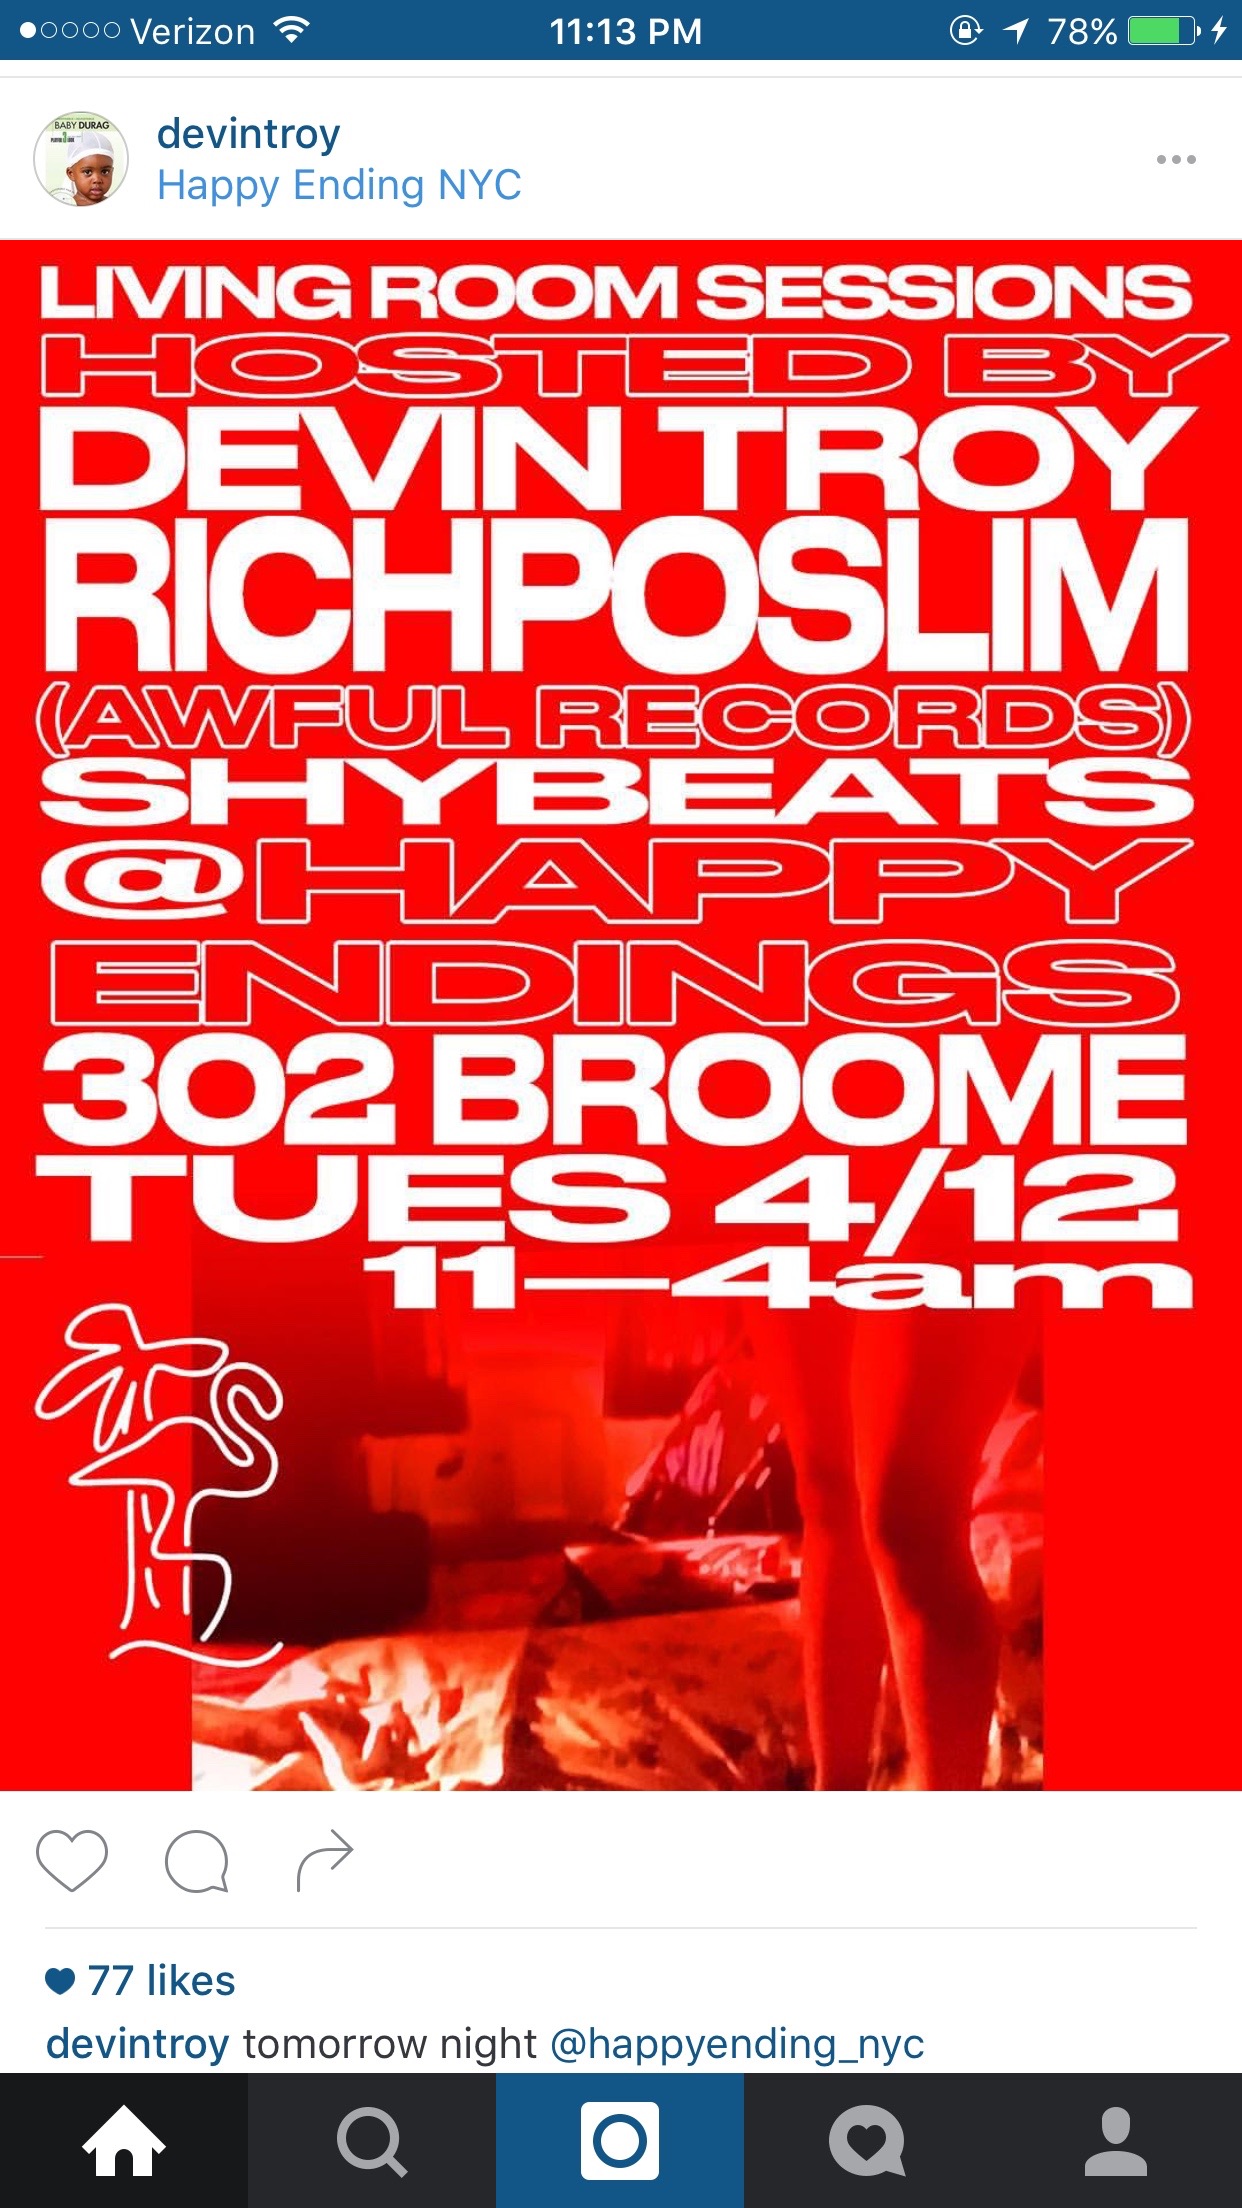 Verizon 11:13 PM 78%
BABY DURAG
devintroy
Happy Ending NYC
LIVING ROOM SESSIONS
HOSTED BY
DEVIN TROY
RICHPOSLIM
(AWFUL RECORDS)
SHYBEATS
@HAPPY
ENDINGS
302 BROOME
TUES 4/12
11—4am
77 likes
devintroy tomorrow night @happyending_nyc